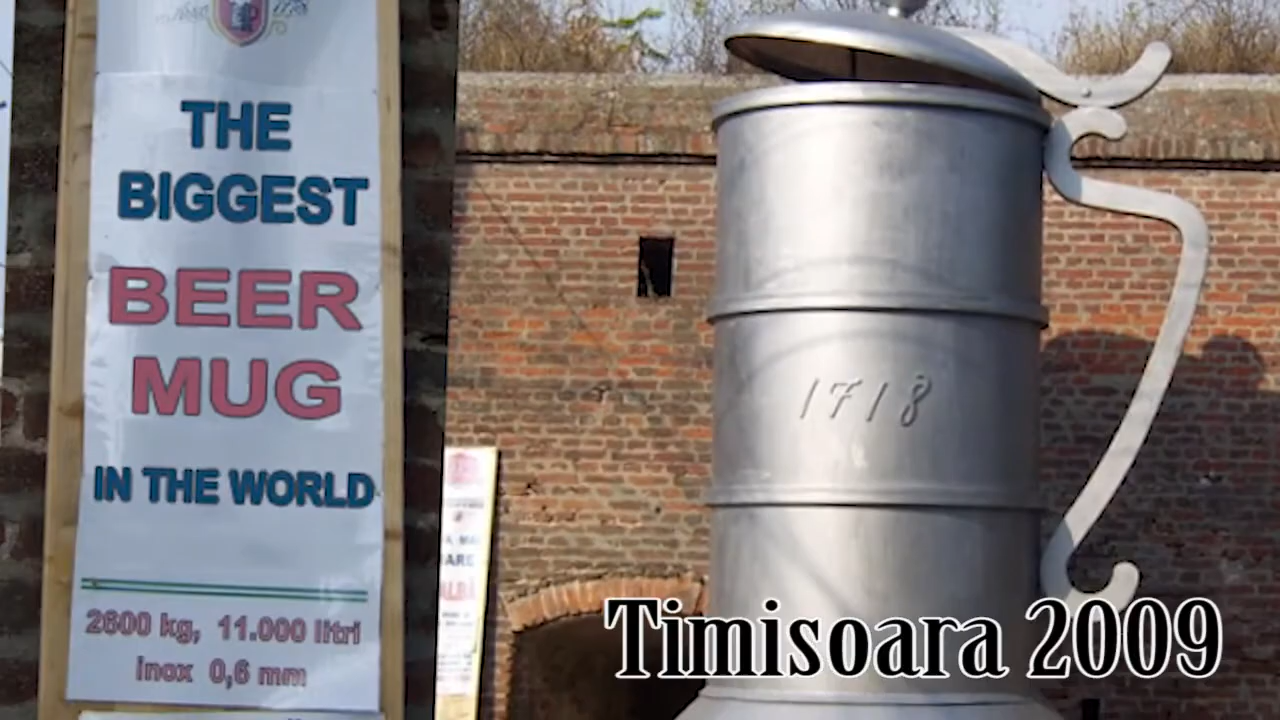 THE
BIGGEST
BEER
MUG
IN THE WORLD
2600 kg, 11.000 litri
inox 0,6 mm
1718
Timisoara 2009